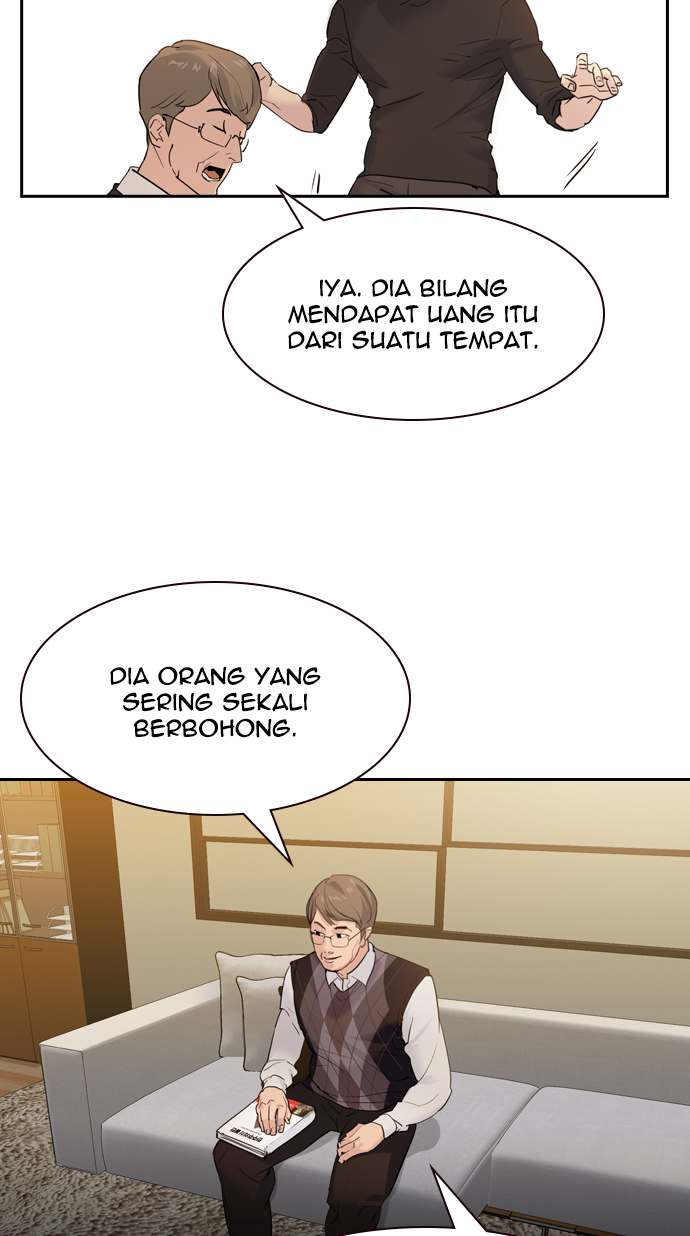 IYA. DIA BILANG
MENDAPAT UANG ITU
DARI SUATU TEMPAT.
DIA ORANG YANG
SERING SEKALI
BERBOHONG.